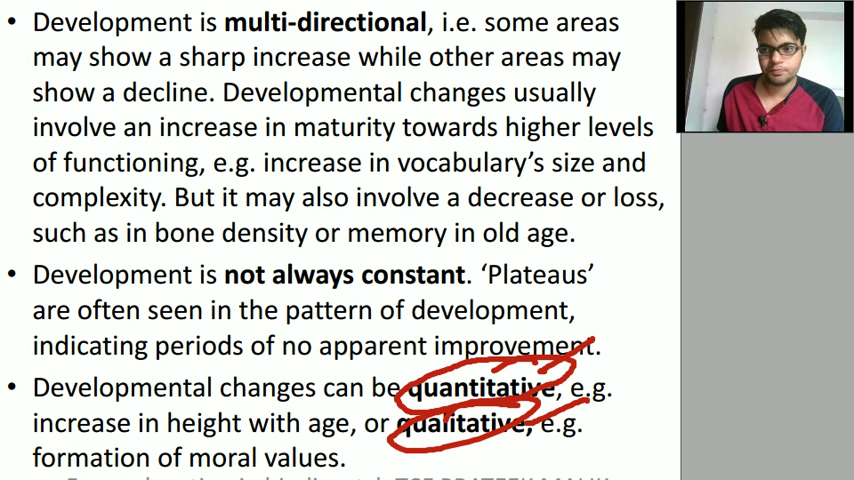 • Development is multi-directional, i.e. some areas
may show a sharp increase while other areas may
show a decline. Developmental changes usually
involve an increase in maturity towards higher levels
of functioning, e.g. increase in vocabulary’s size and
complexity. But it may also involve a decrease or loss,
such as in bone density or memory in old age.
• Development is not always constant. ‘Plateaus’
are often seen in the pattern of development,
indicating periods of no apparent improvement.
• Developmental changes can be quantitative, e.g.
increase in height with age, or qualitative, e.g.
formation of moral values.